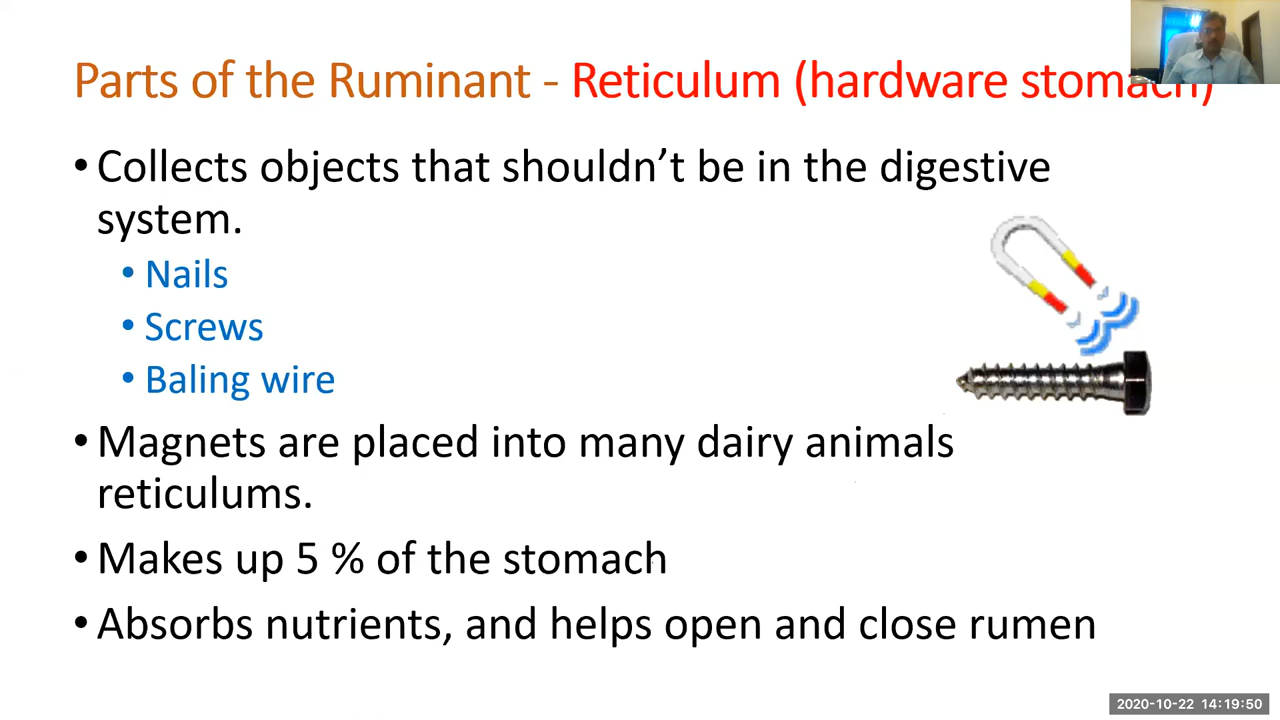 Parts of the Ruminant - Reticulum (hardware stomach)
• Collects objects that shouldn’t be in the digestive
system.
• Nails
• Screws
• Baling wire
• Magnets are placed into many dairy animals
reticulums.
• Makes up 5 % of the stomach
• Absorbs nutrients, and helps open and close rumen
2020-10-22 14:19:50